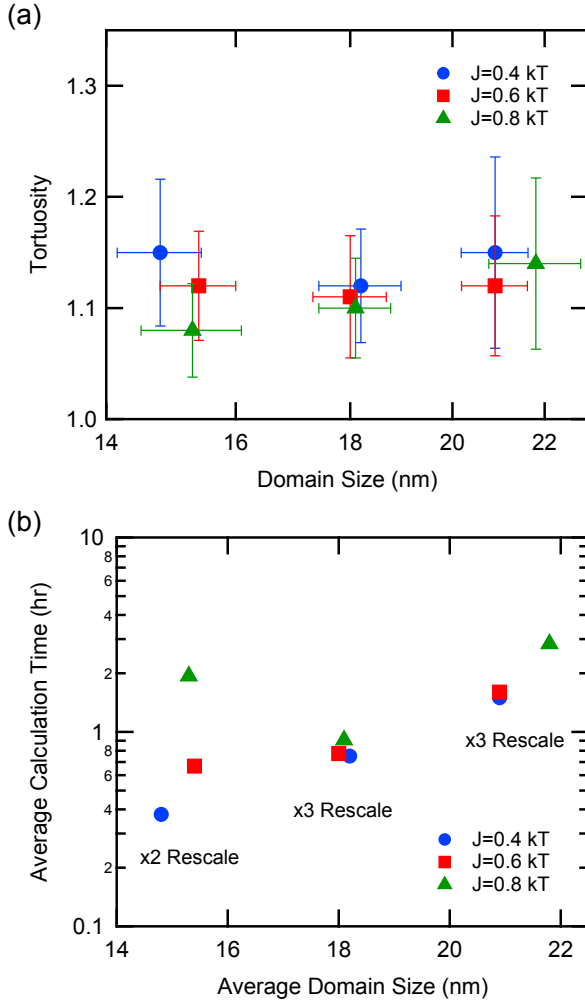 (a)
Tortuosity
1.3
1.2
1.1
1.0
J=0.4 kT
J=0.6 kT
J=0.8 kT
14
16
18
20
22
Domain Size (nm)
(b)
Average Calculation Time (hr)
10
8
6
4
2
1
8
6
4
2
0.1
x2 Rescale
x3 Rescale
x3 Rescale
J=0.4 kT
J=0.6 kT
J=0.8 kT
14
16
18
20
22
Average Domain Size (nm)